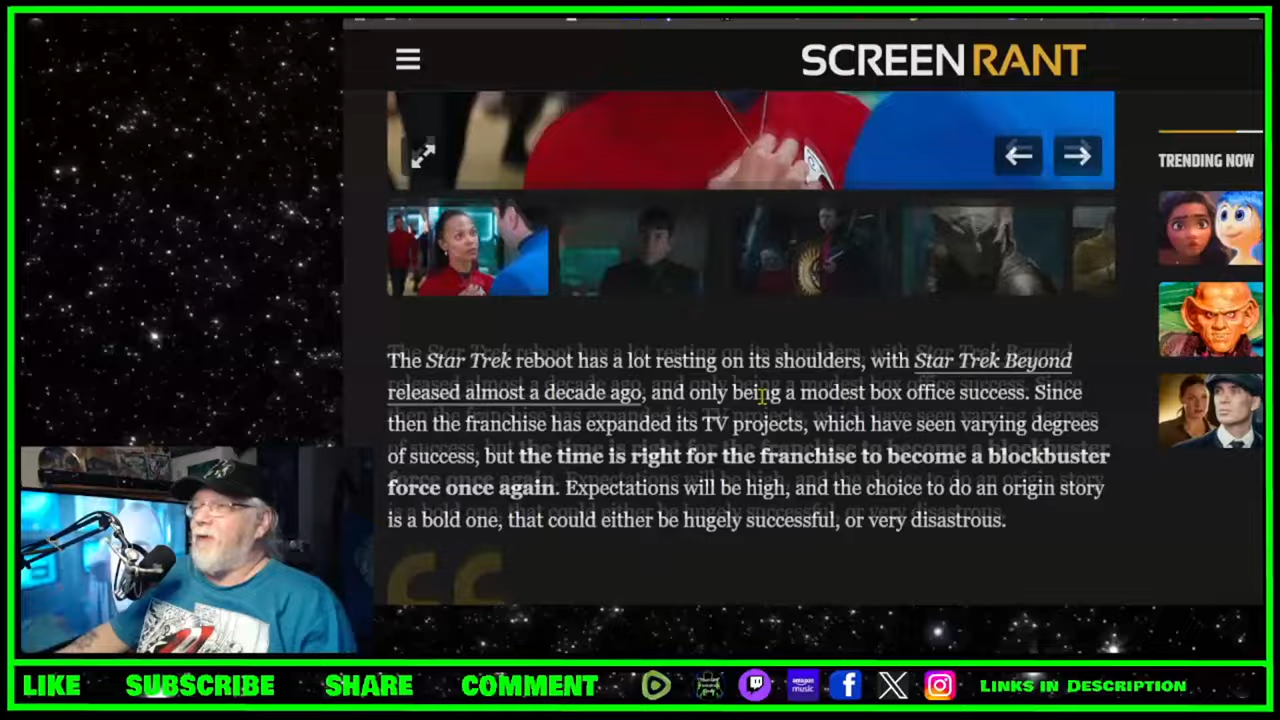 SCREENRANT
TRENDING NOW
The Star Trek reboot has a lot resting on its shoulders, with Star Trek Beyond
released almost a decade ago, and only being a modest box office success. Since
then the franchise has expanded its TV projects, which have seen varying degrees
of success, but the time is right for the franchise to become a blockbuster
force once again. Expectations will be high, and the choice to do an origin story
is a bold one, that could either be hugely successful, or very disastrous.
LIKE SUBSCRIBE SHARE COMMENT amazon music LINKS IN DESCRIPTION